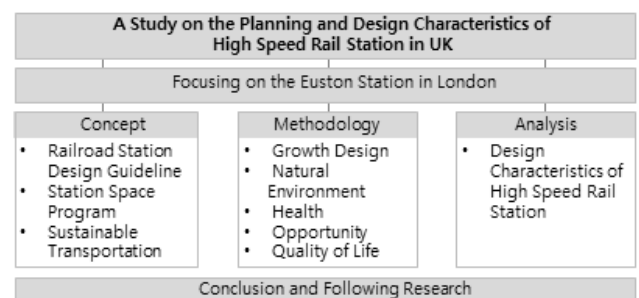 A Study on the Planning and Design Characteristics of
High Speed Rail Station in UK
Focusing on the Euston Station in London
Concept
• Railroad Station
Design Guideline
• Station Space
Program
• Sustainable
Transportation
Methodology
• Growth Design
• Natural
Environment
• Health
• Opportunity
• Quality of Life
Analysis
• Design
Characteristics of
High Speed Rail
Station
Conclusion and Following Research